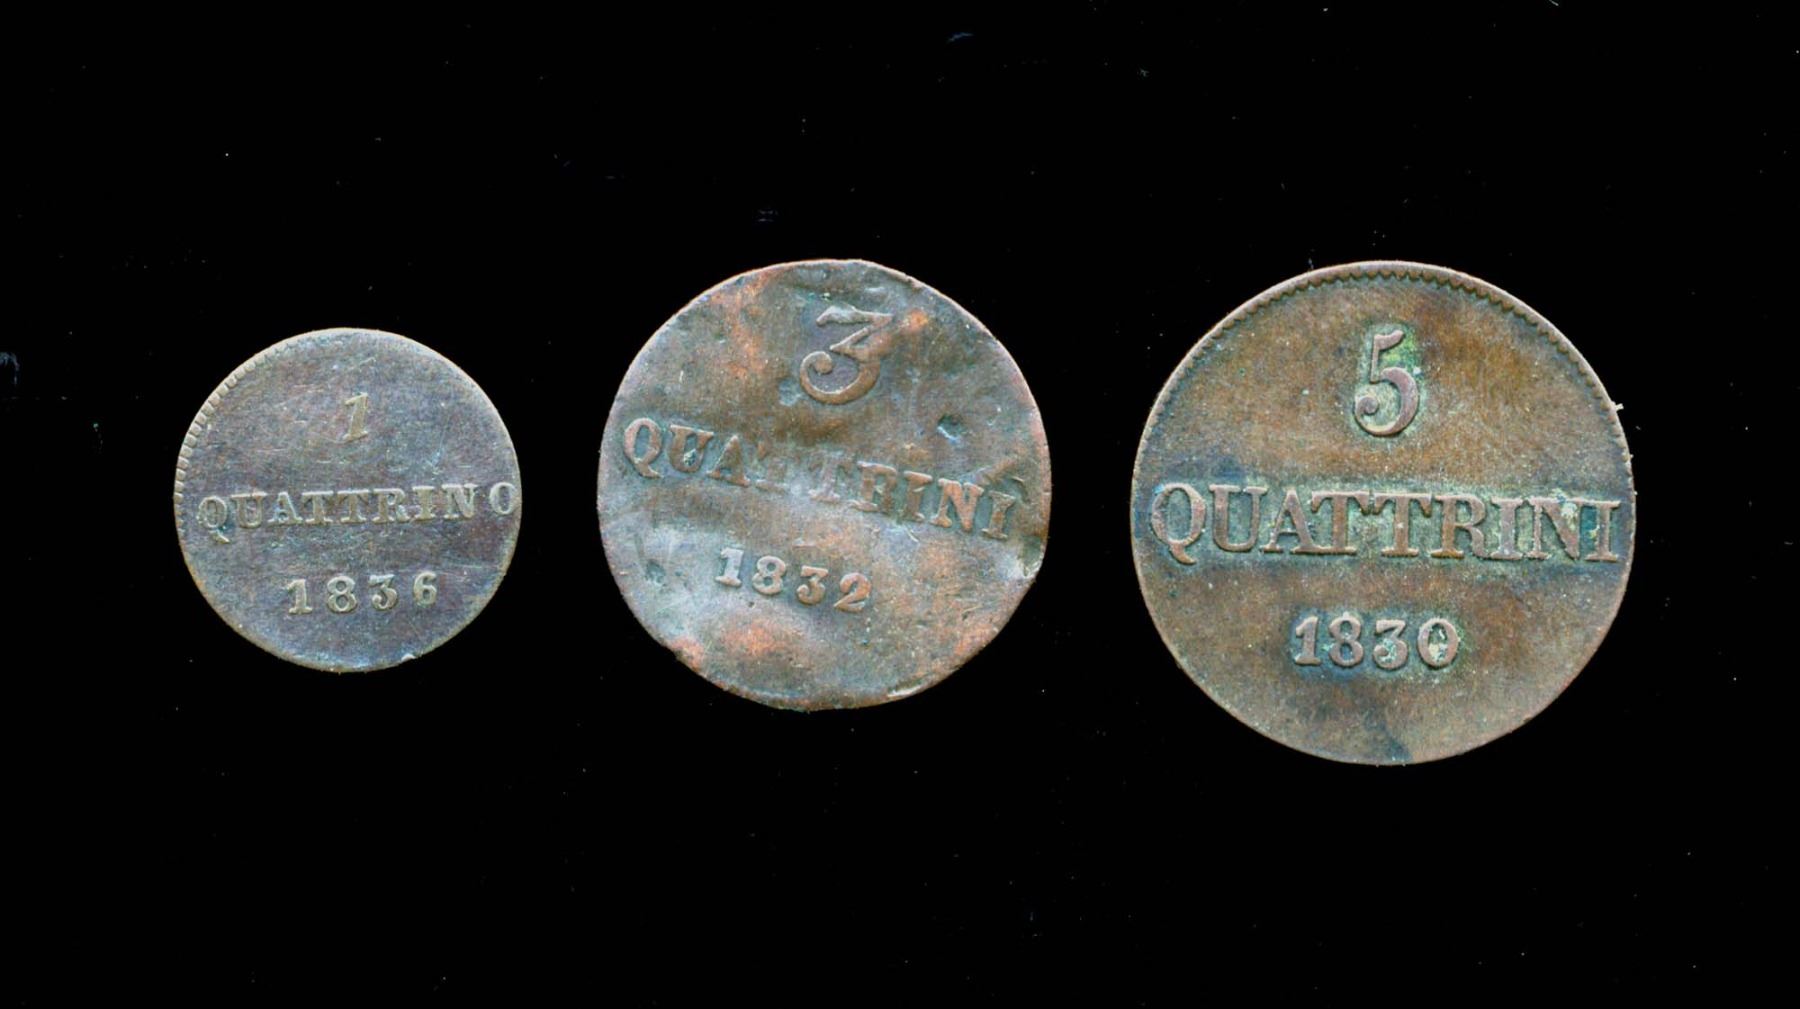 1
QUATTRINO
1836
3
QUATTRINI
1832
5
QUATTRINI
1830